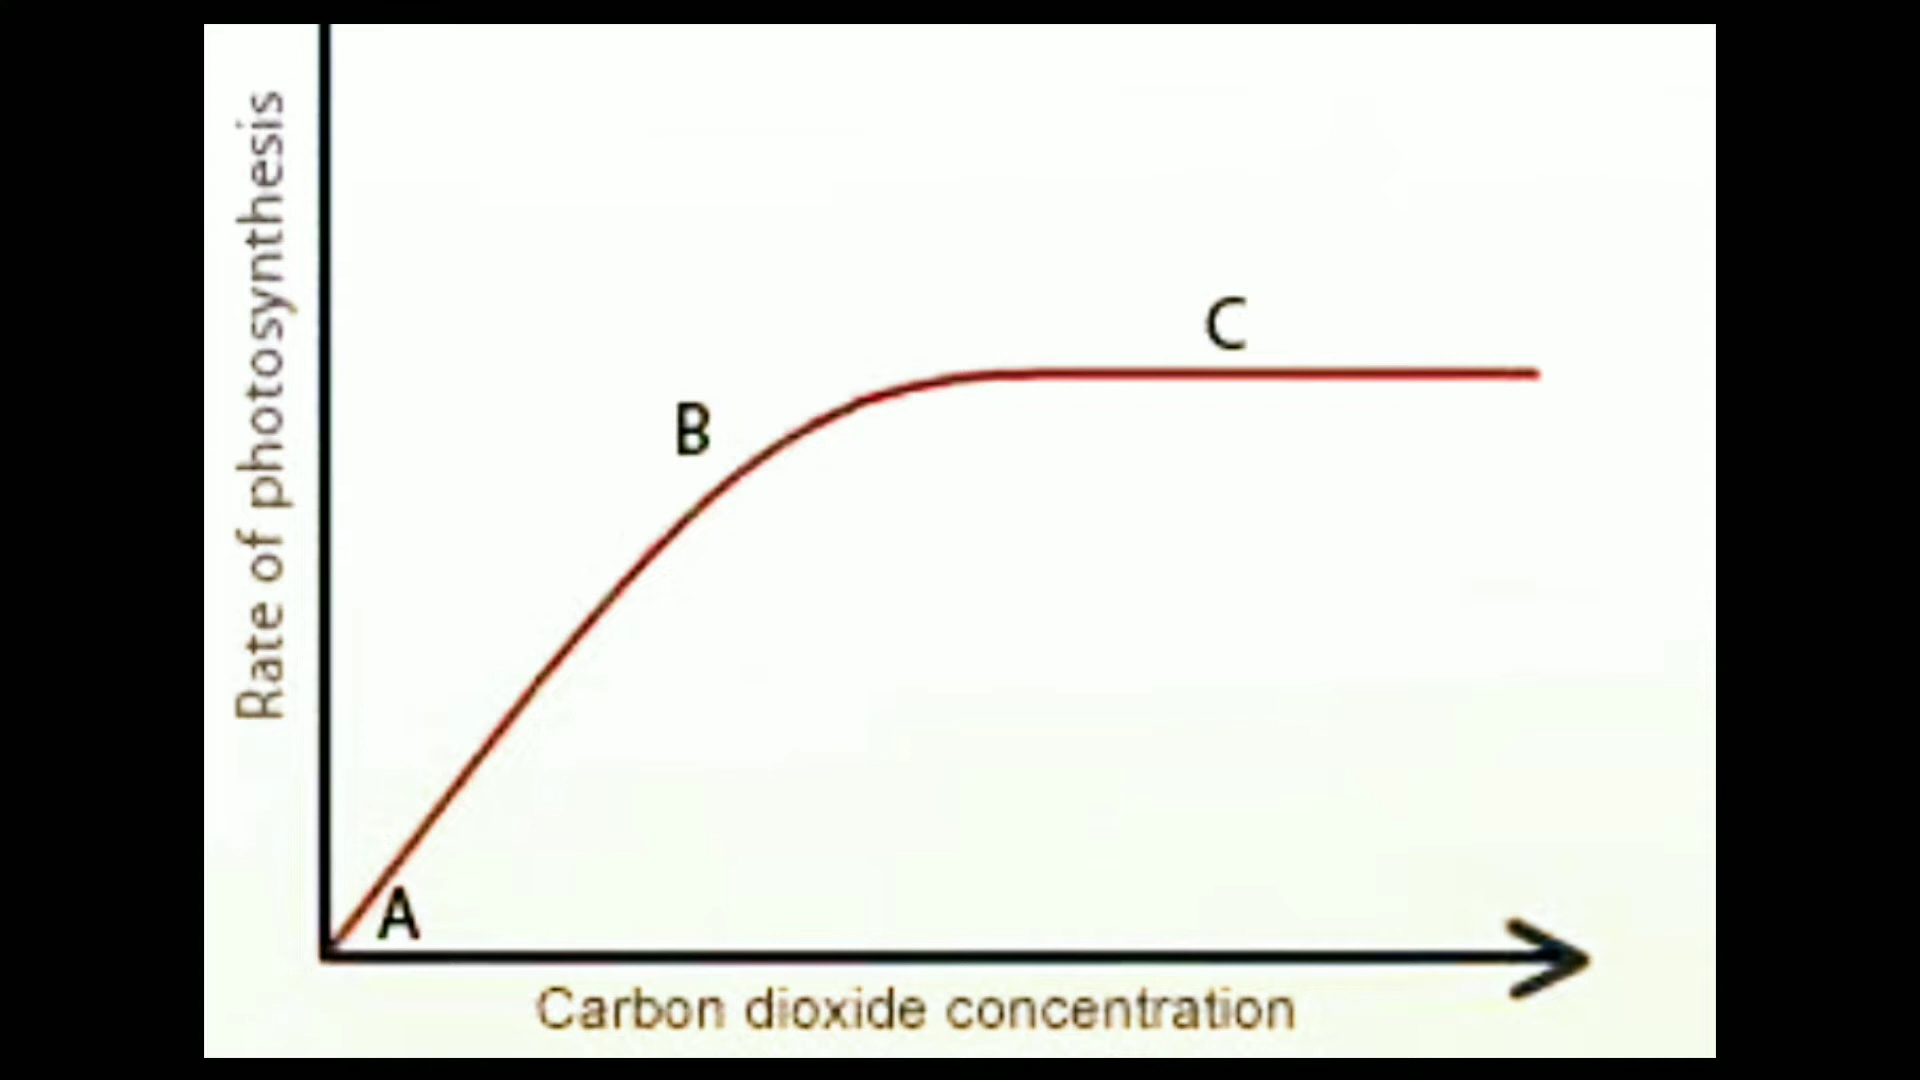 Rate of photosynthesis
C
B
A
Carbon dioxide concentration